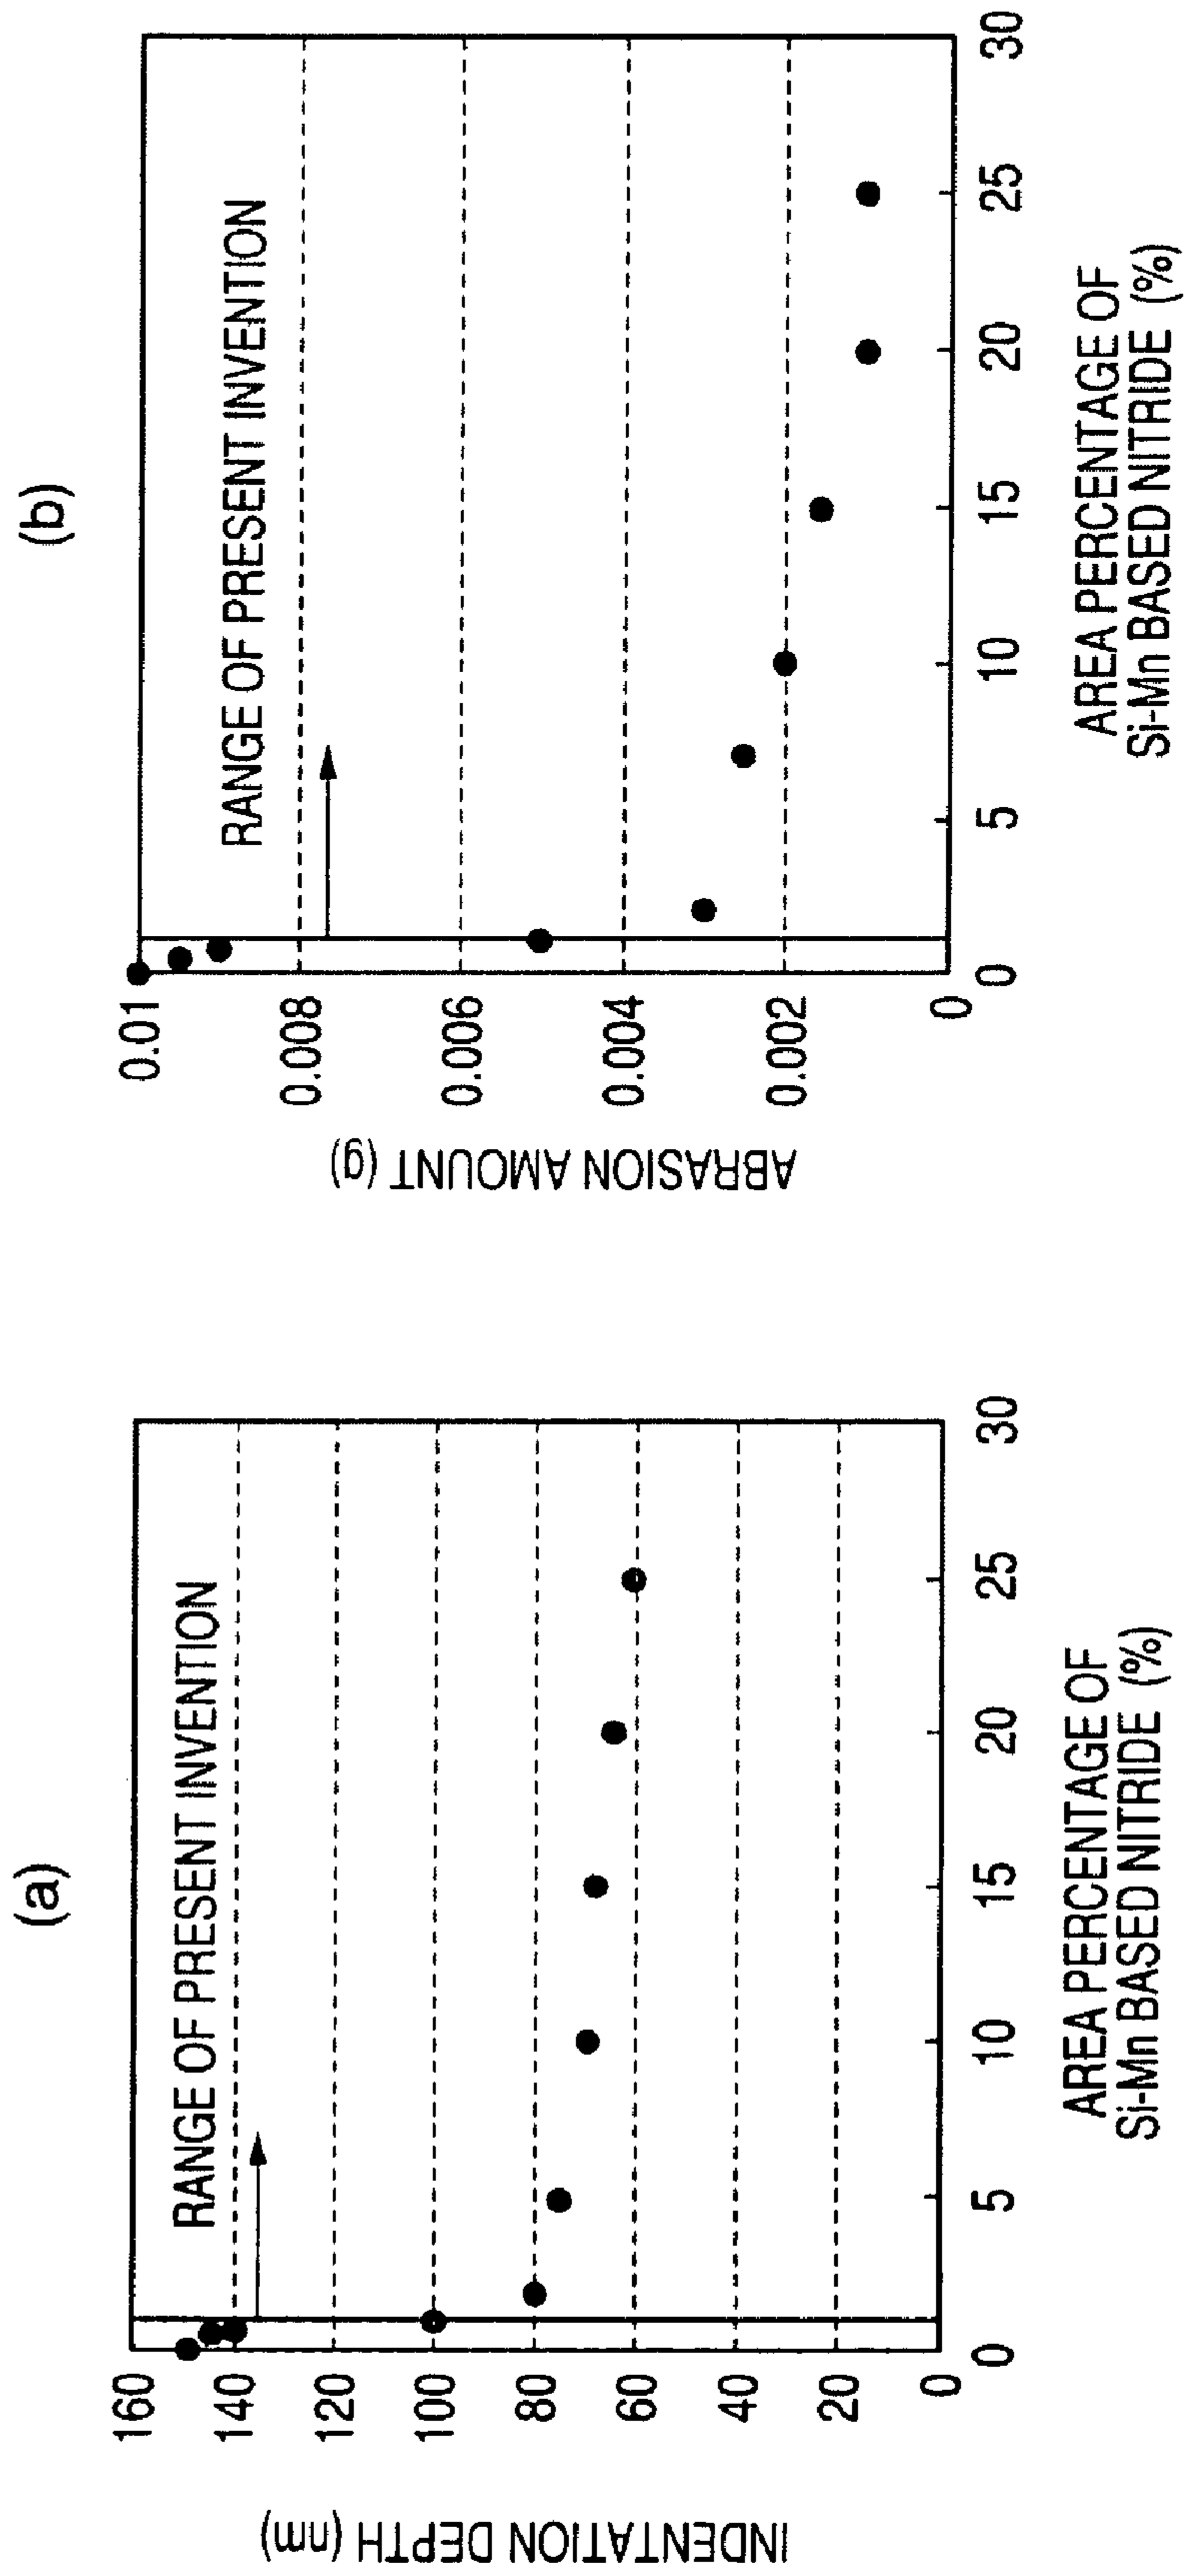 (a)
RANGE OF PRESENT INVENTION
INDENTATION DEPTH (nm)
160
140
120
100
80
60
40
20
0
0 5 10 15 20 25 30
AREA PERCENTAGE OF
Si-Mn BASED NITRIDE (%)
(b)
RANGE OF PRESENT INVENTION
ABRASION AMOUNT (g)
0.01
0.008
0.006
0.004
0.002
0
0 5 10 15 20 25 30
AREA PERCENTAGE OF
Si-Mn BASED NITRIDE (%)